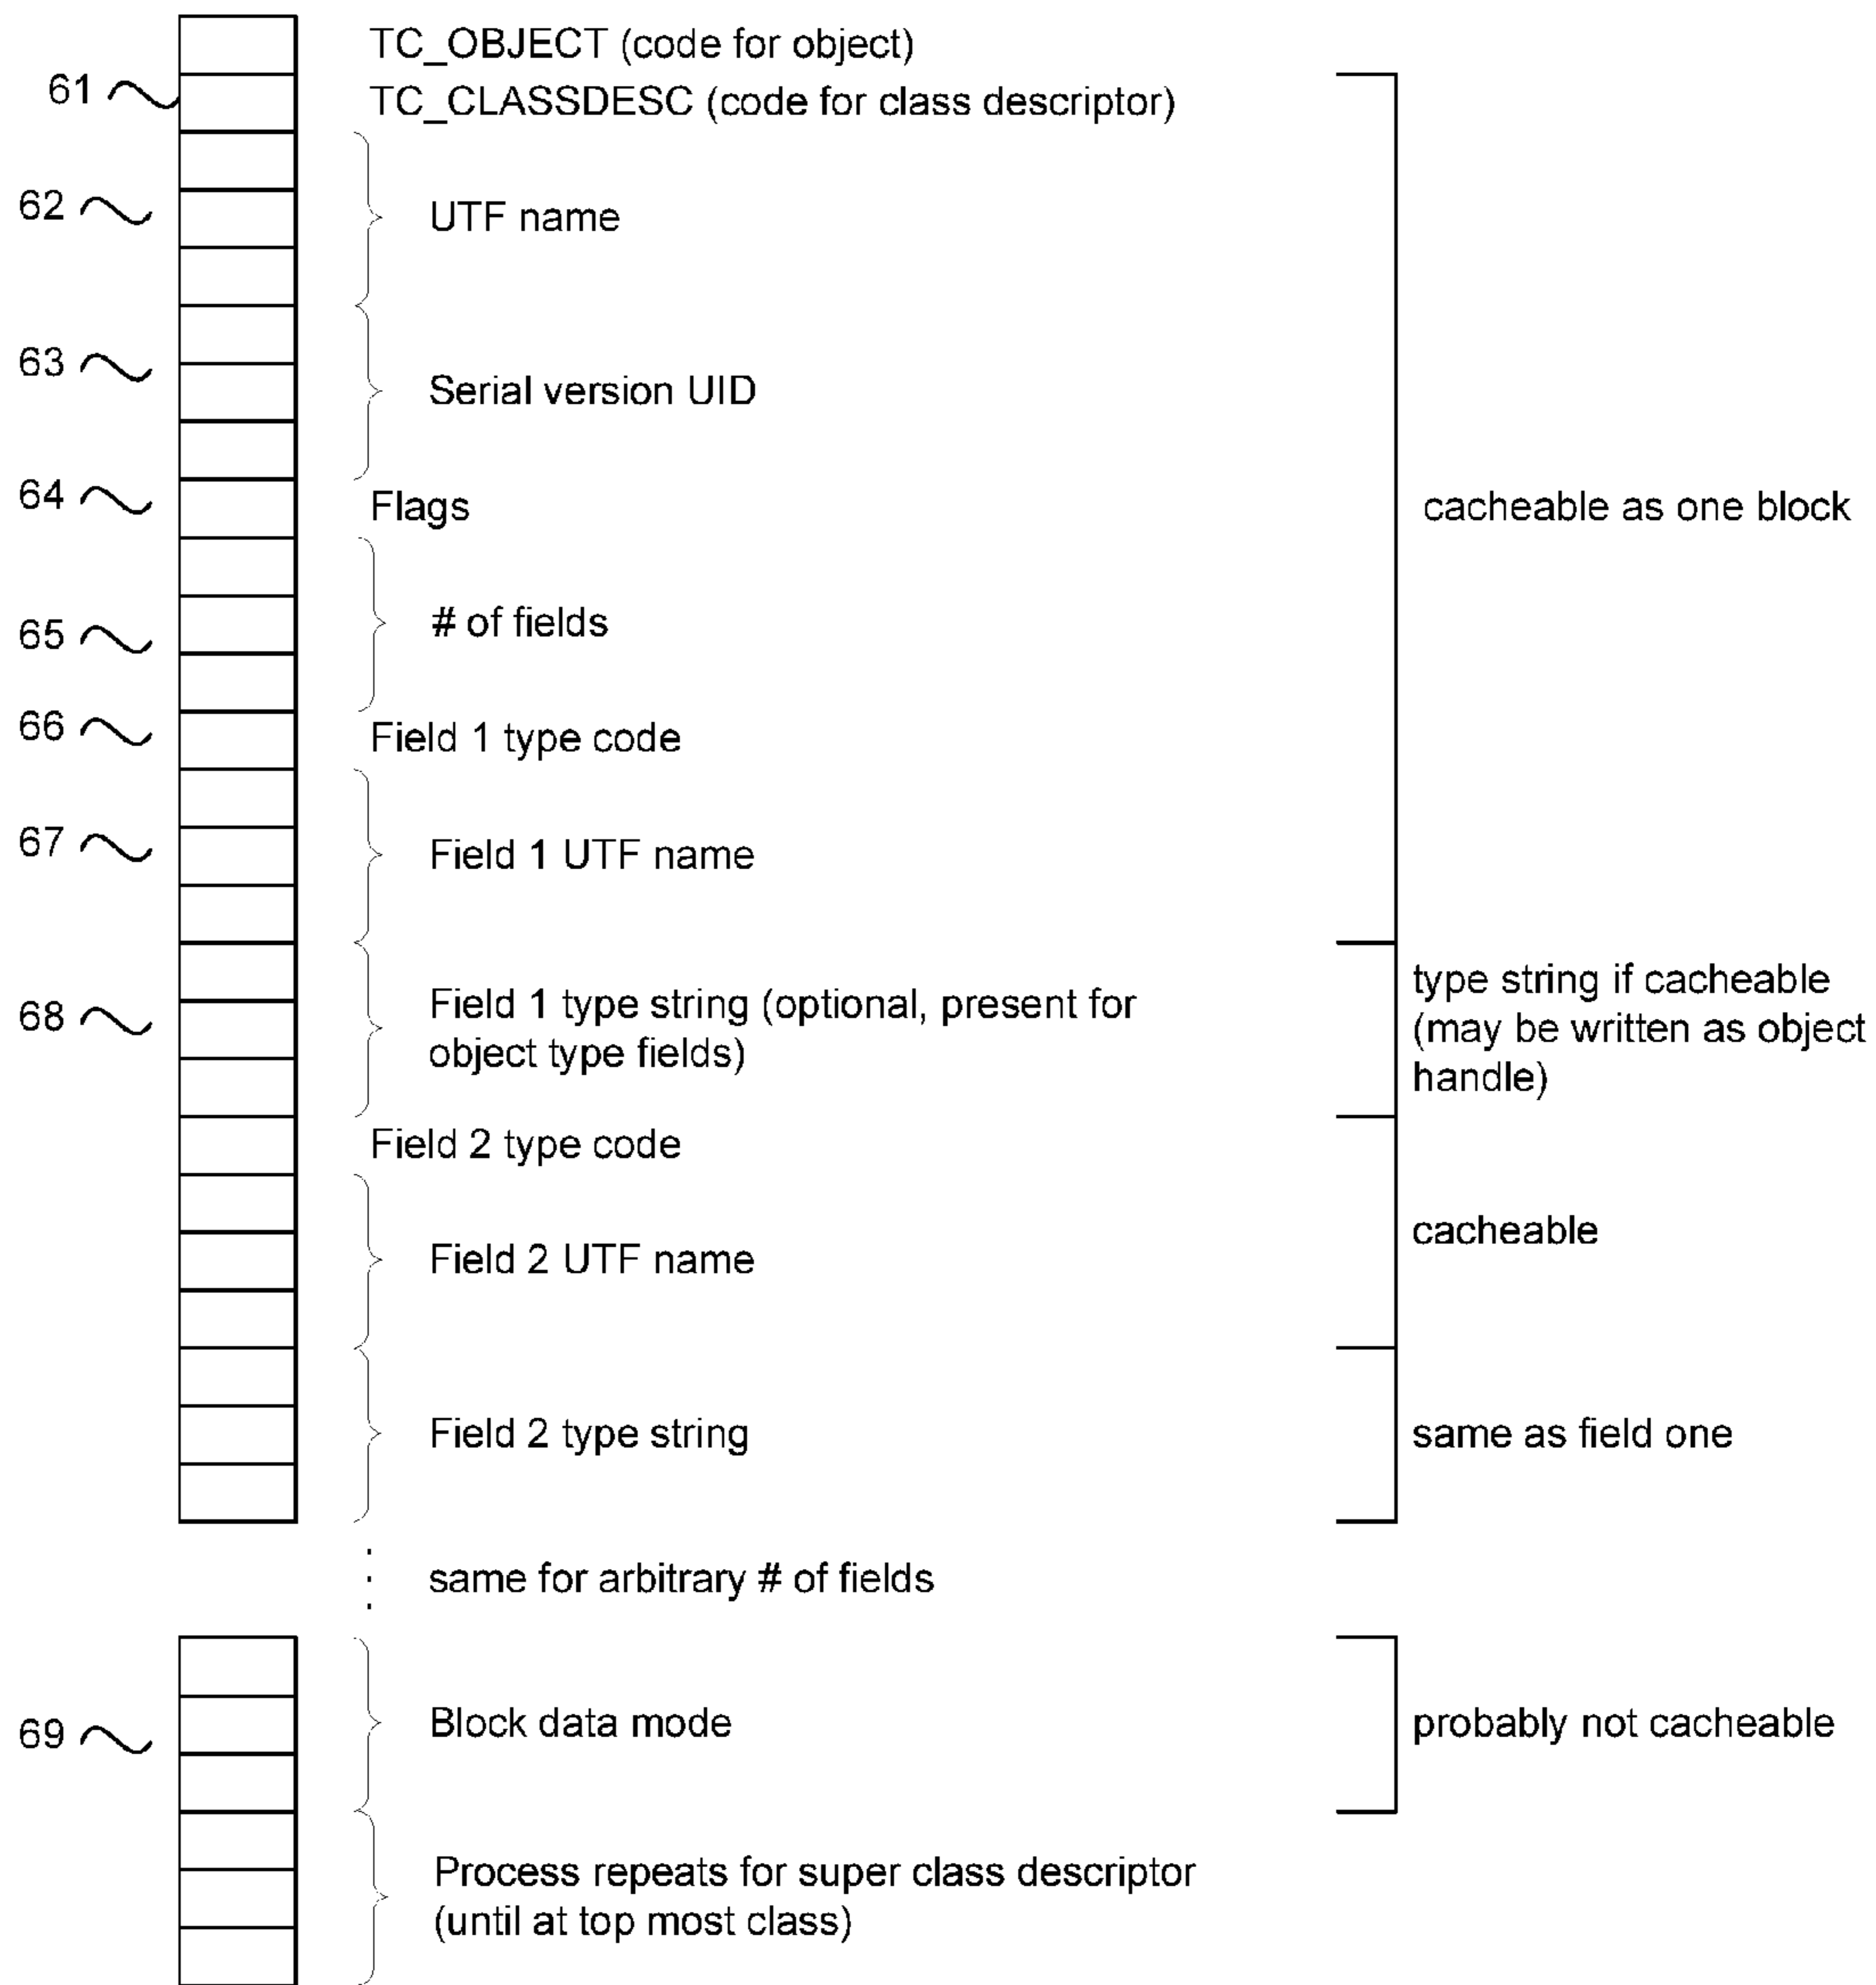 TC_OBJECT (code for object)
61
TC_CLASSDESC (code for class descriptor)
62
UTF name
63
Serial version UID
64
Flags
cacheable as one block
65
# of fields
66
Field 1 type code
67
Field 1 UTF name
68
Field 1 type string (optional, present for
object type fields)
type string if cacheable
(may be written as object
handle)
Field 2 type code
Field 2 UTF name
cacheable
Field 2 type string
same as field one
same for arbitrary # of fields
69
Block data mode
probably not cacheable
Process repeats for super class descriptor
(until at top most class)